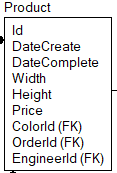 Product
Id
DateCreate
DateComplete
Width
Height
Price
ColorId (FK)
OrderId (FK)
EngineerId (FK)